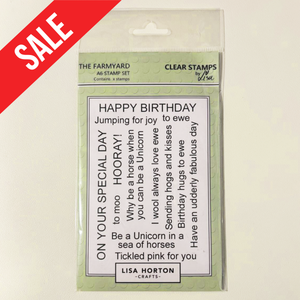 SALE
THE FARMYARD
A6 STAMP SET
CLEAR STAMPS
by
HAPPY BIRTHDAY
Jumping for joy
to ewe
ON YOUR SPECIAL DAY
to moo
HOORAY!
Why be a horse when
you can be a Unicorn
I wool always love ewe
Sending hogs and kisses
Birthday hugs to ewe
Have an udderly fabulous day
Be a Unicorn in a
sea of horses
Tickled pink for you
LISA HORTON
-CRAFTS-